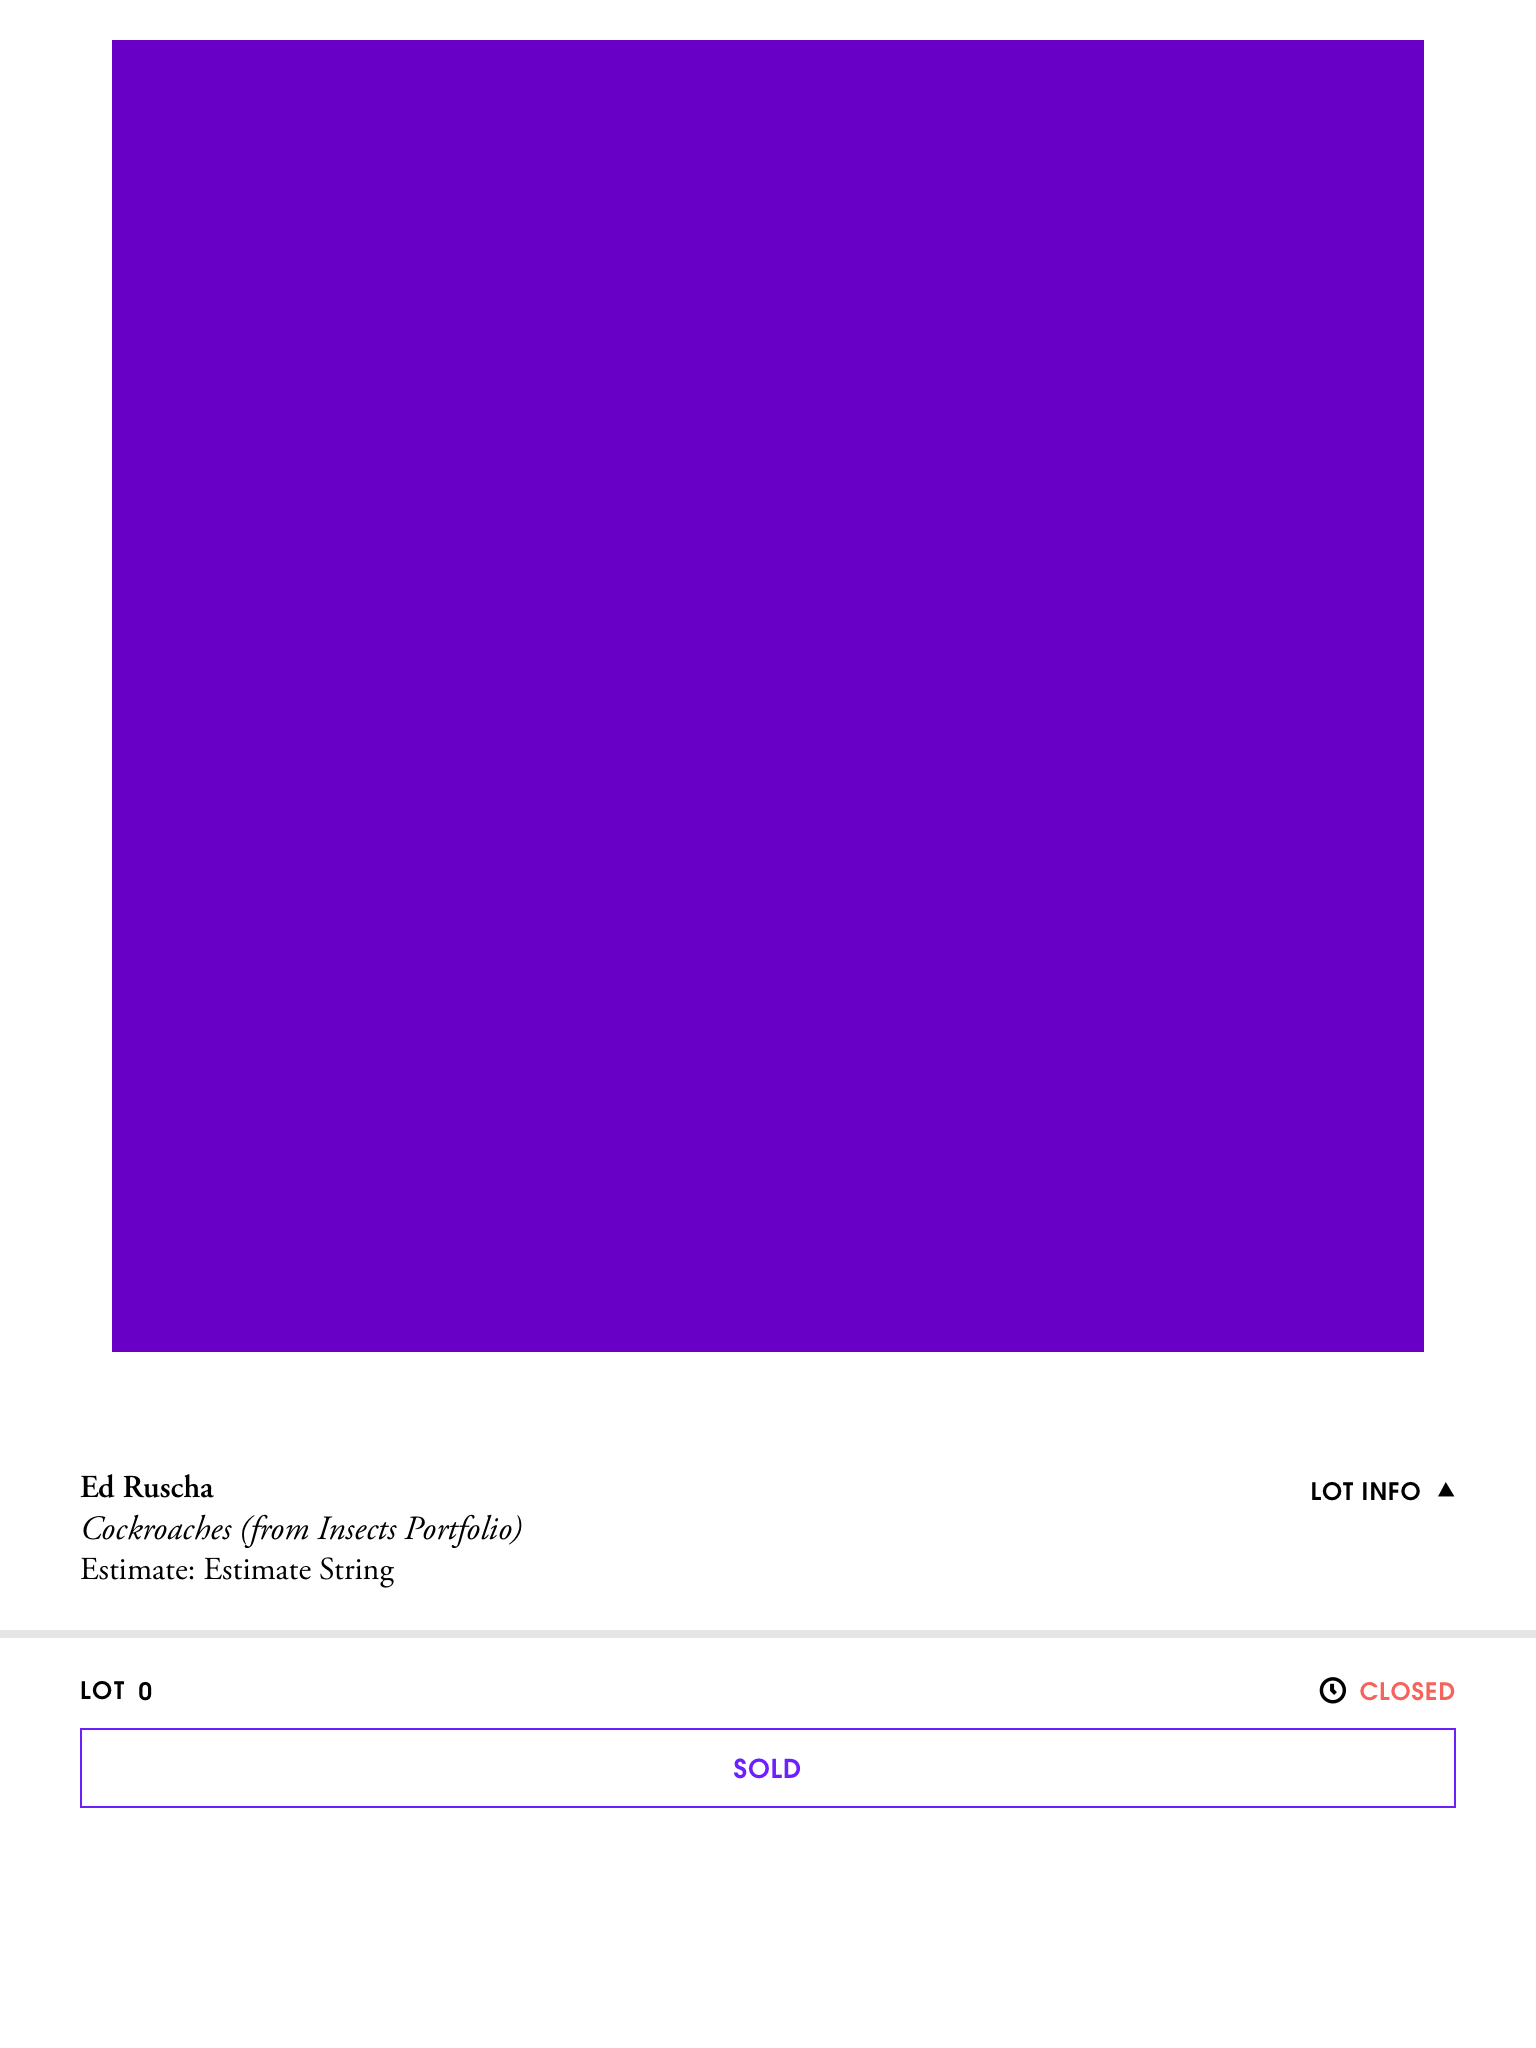 Ed Ruscha
LOT INFO ▲
Cockroaches (from Insects Portfolio)
Estimate: Estimate String
LOT 0
CLOSED
SOLD